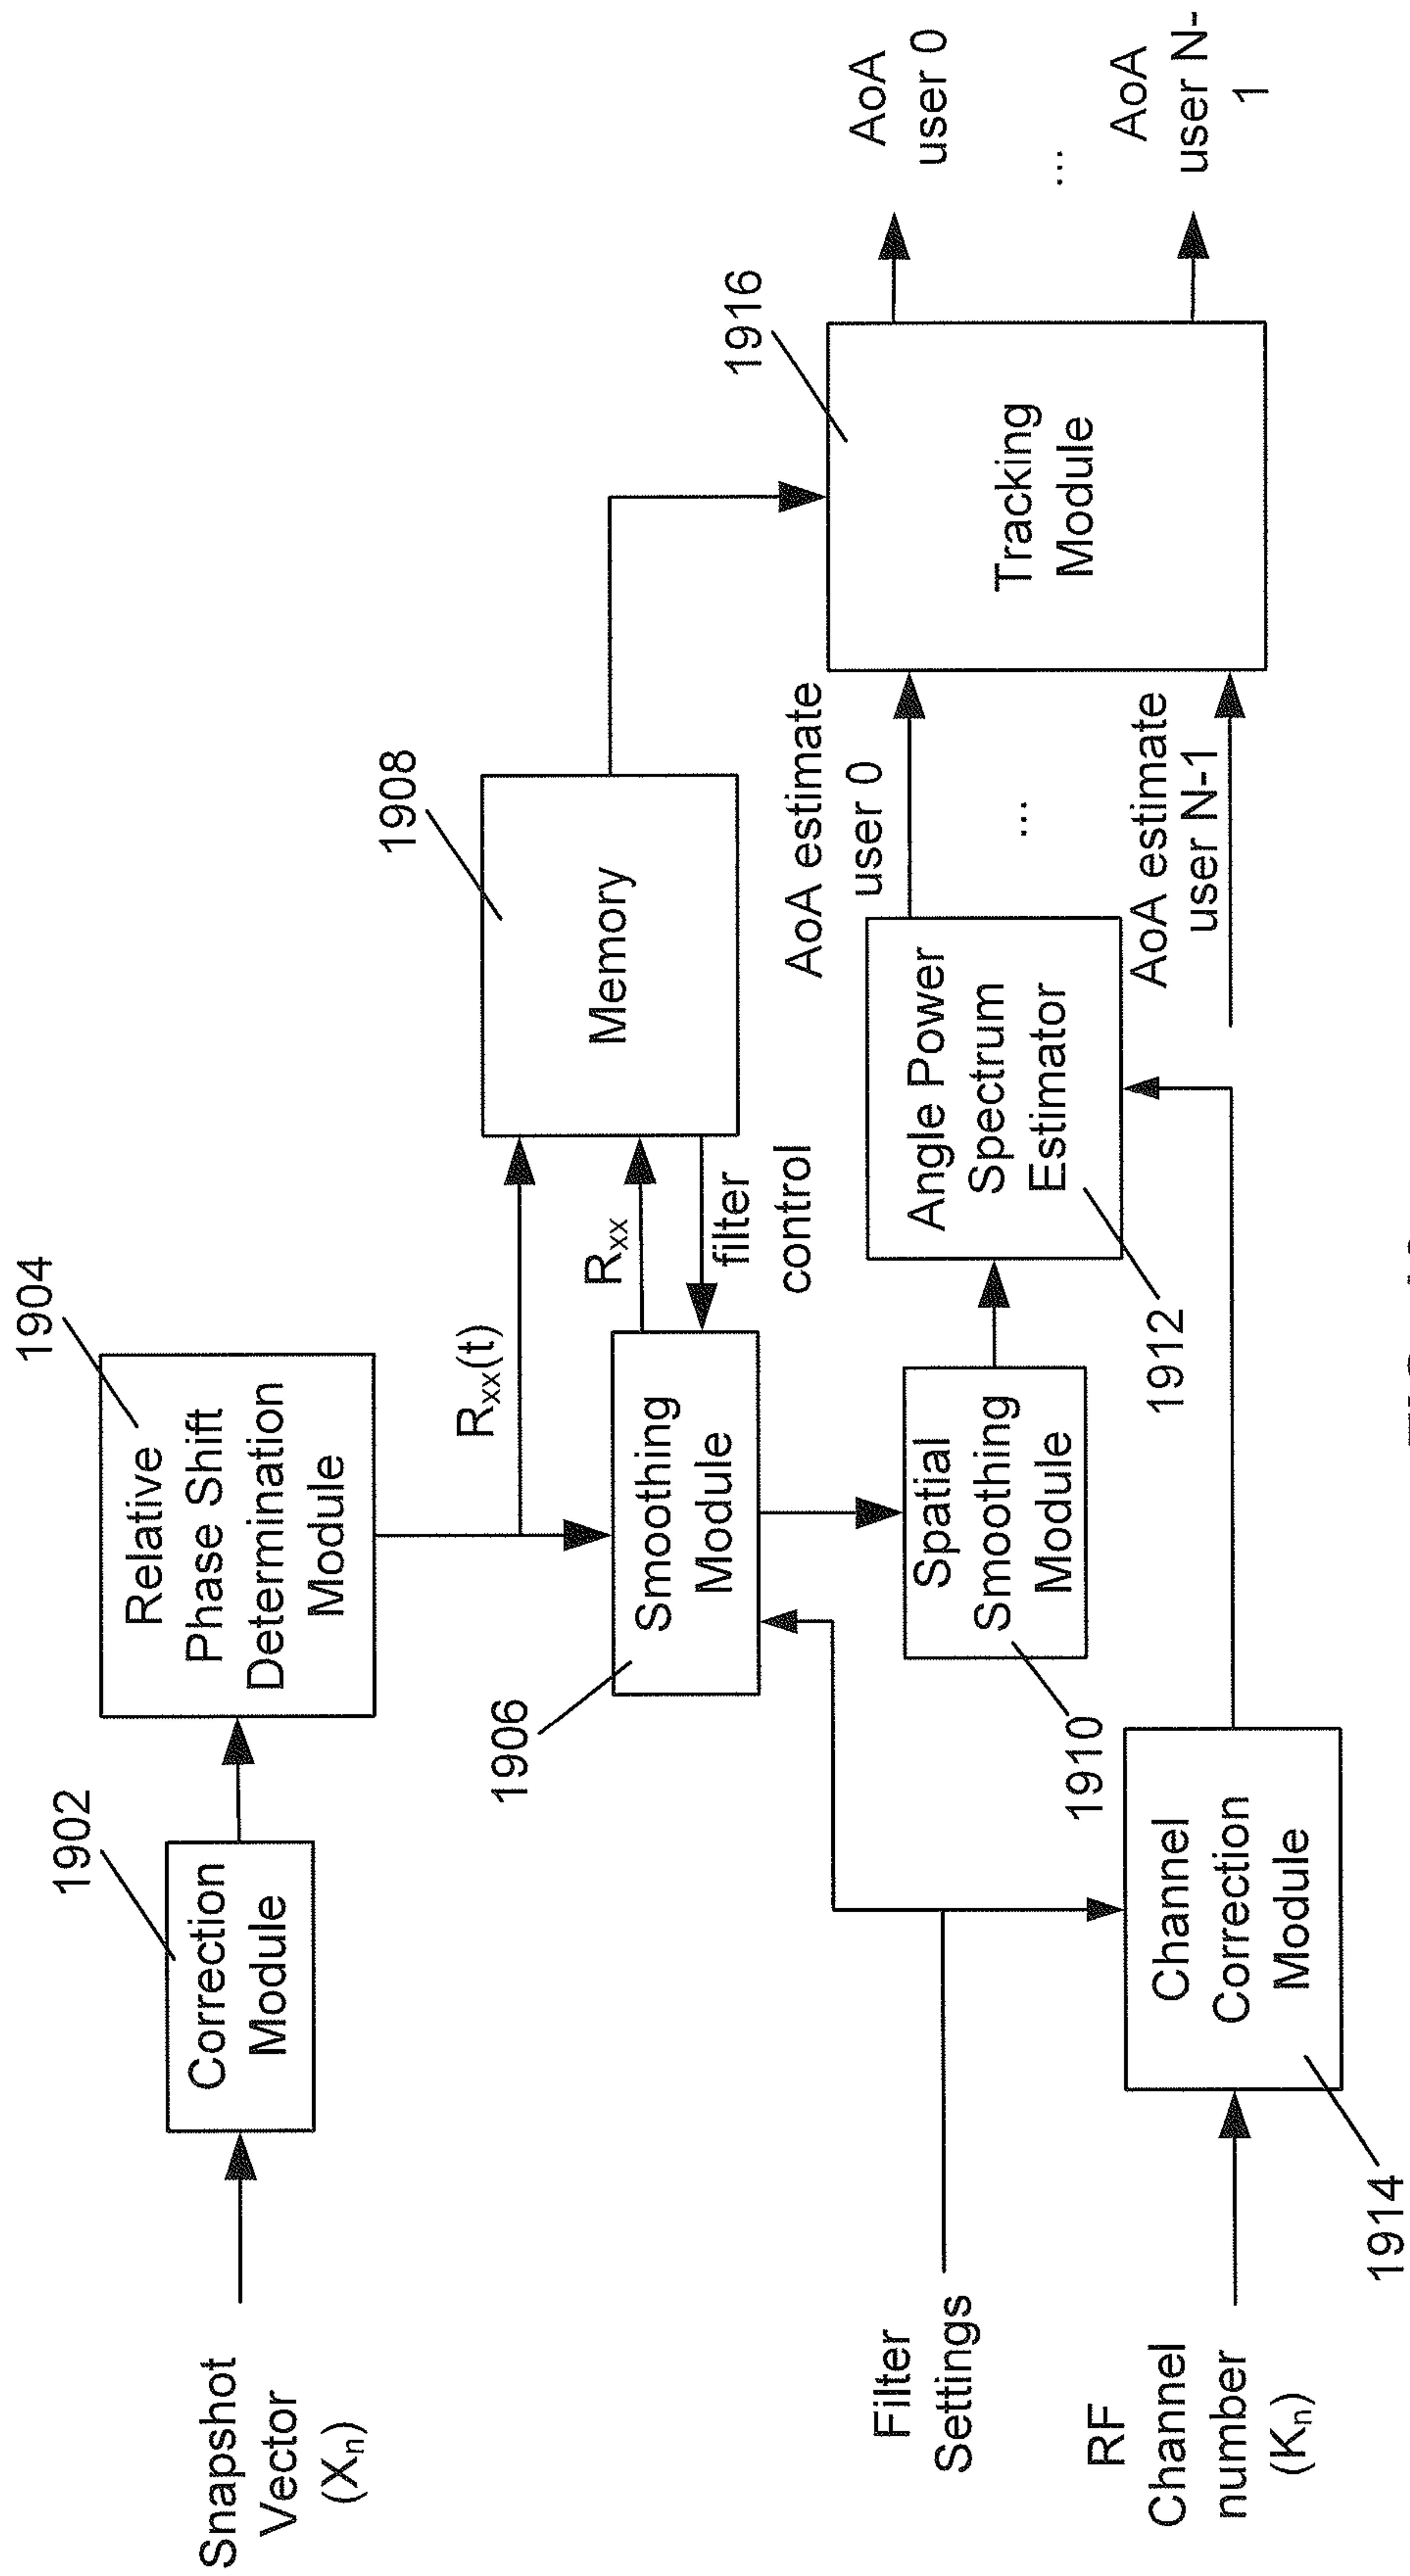 Snapshot
Vector
(Xn)
1902
Correction
Module
1904
Relative
Phase Shift
Determination
Module
Rxx(t)
1906
Smoothing
Module
Rxx
filter
control
1908
Memory
Filter
Settings
RF
Channel
number
(Kn)
1914
Channel
Correction
Module
1910
Spatial
Smoothing
Module
1912
Angle Power
Spectrum
Estimator
AoA estimate
user 0
...
AoA estimate
user N-1
1916
Tracking
Module
AoA
user 0
...
AoA
user N-
1